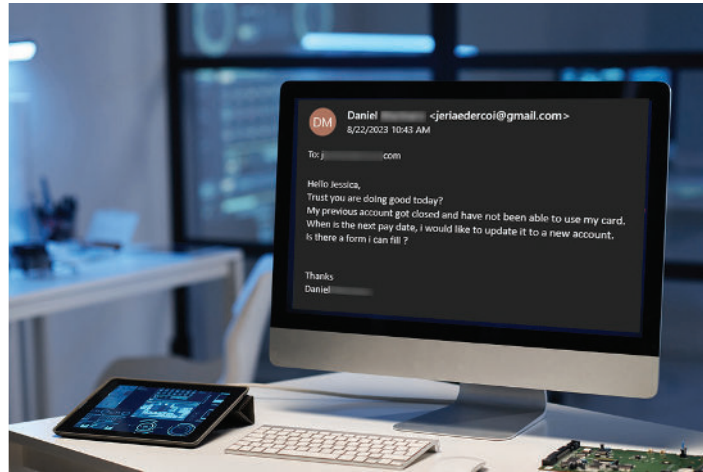 DM
Daniel <jeriaedercoi@gmail.com>
8/22/2023 10:43 AM
To: j com
Hello Jessica,
Trust you are doing good today?
My previous account got closed and have not been able to use my card.
When is the next pay date, i would like to update it to a new account.
Is there a form i can fill ?
Thanks
Daniel